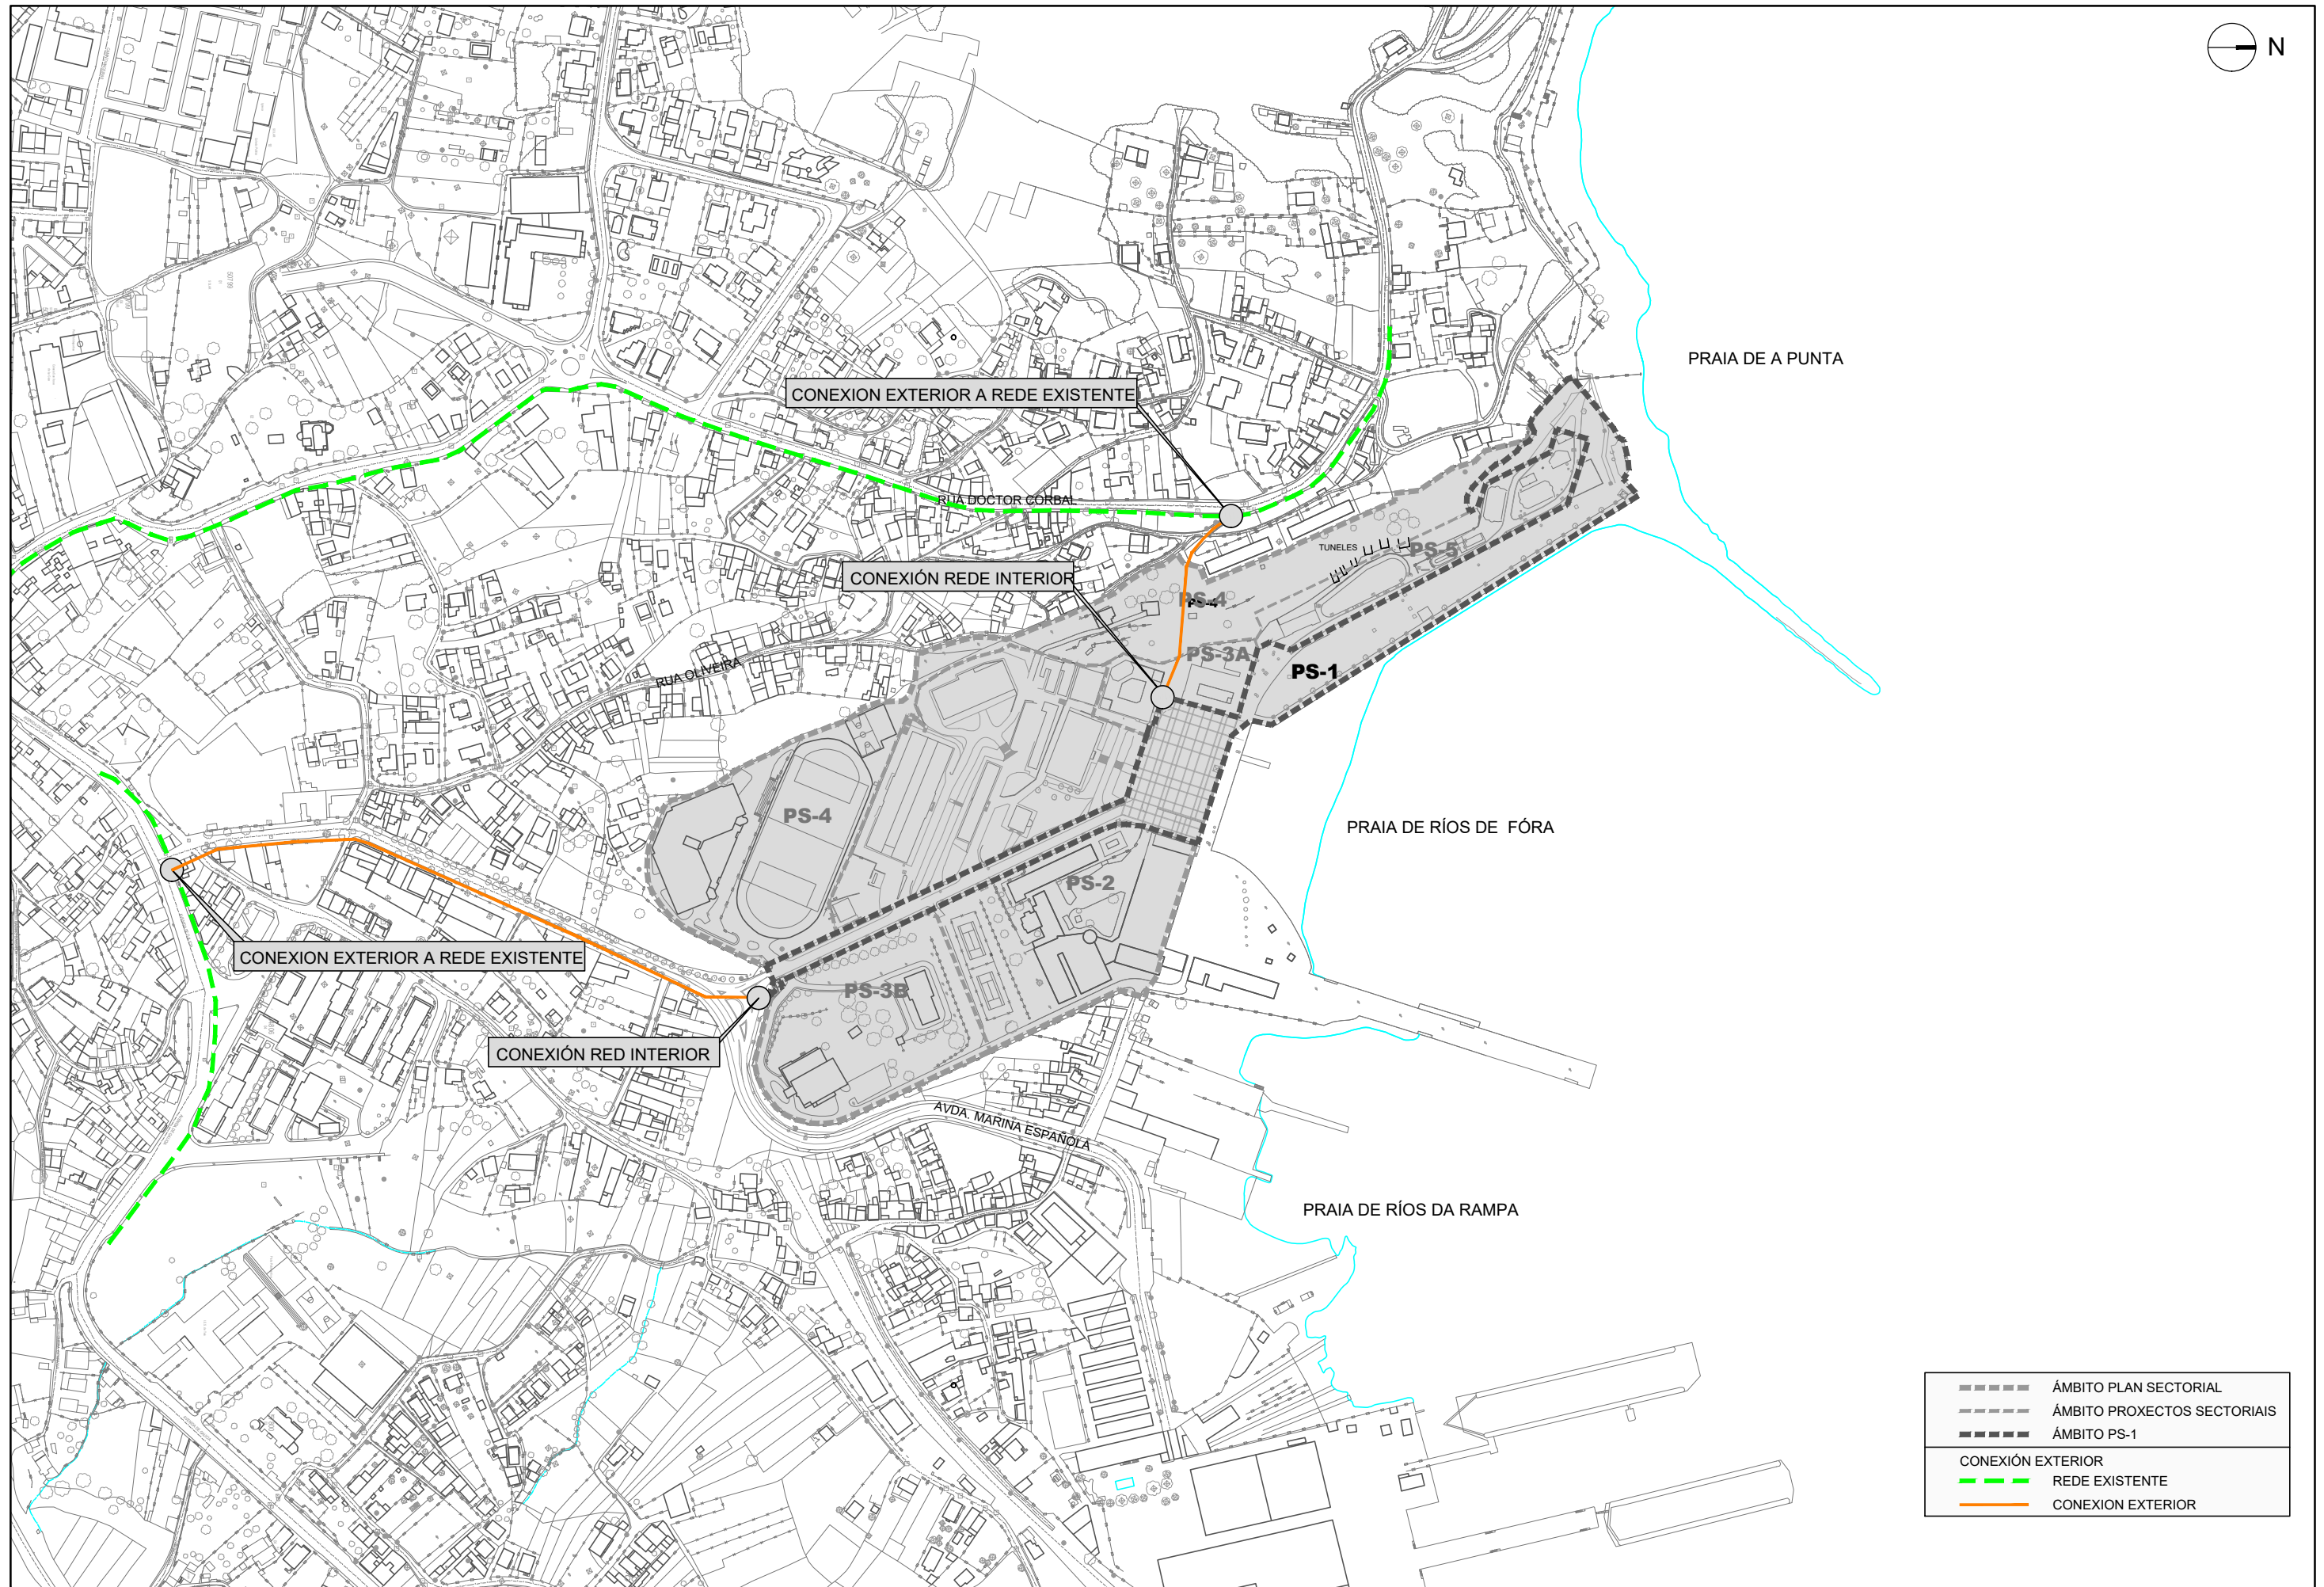 N
PRAIA DE A PUNTA
CONEXION EXTERIOR A REDE EXISTENTE
RUA DOCTOR CORBAL
TUNELES
PS-5
CONEXIÓN REDE INTERIOR
PS-4
PS-4
PS-3A
PS-1
RUA OLIVEIRA
PS-4
PRAIA DE RÍOS DE FÓRA
PS-2
CONEXION EXTERIOR A REDE EXISTENTE
PS-3B
CONEXIÓN RED INTERIOR
AVDA. MARINA ESPAÑOLA
PRAIA DE RÍOS DA RAMPA
ÁMBITO PLAN SECTORIAL
ÁMBITO PROXECTOS SECTORIAIS
ÁMBITO PS-1
CONEXIÓN EXTERIOR
REDE EXISTENTE
CONEXION EXTERIOR